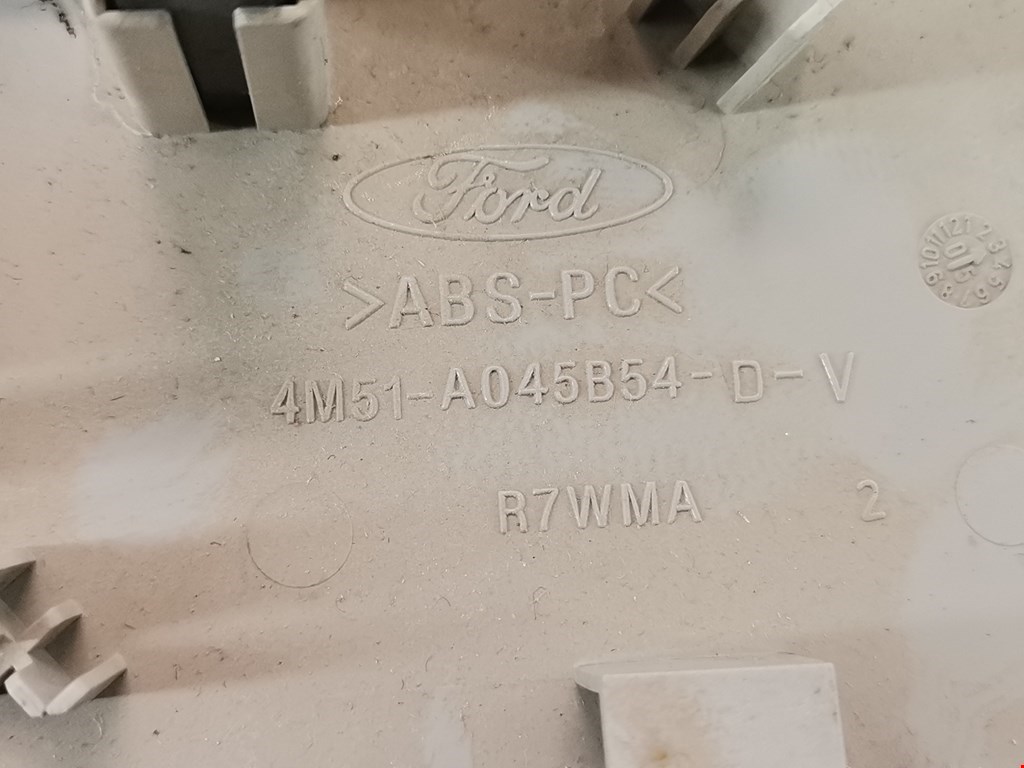 Ford
>ABS-PC<
4M51-A045B54-D-V
R7WMA 2